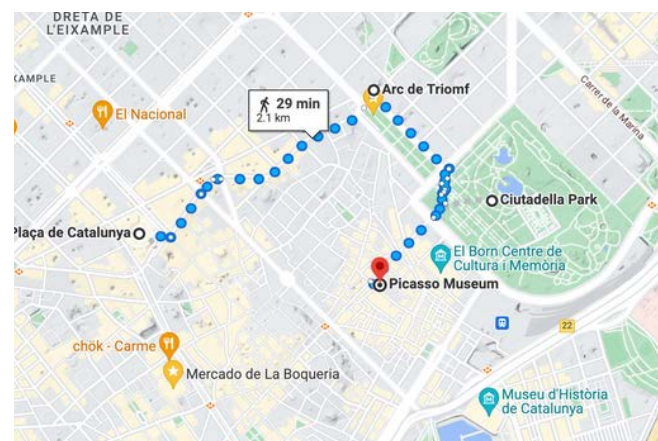 DRETA DE
L'EIXAMPLE
XAMPLE
El Nacional
29 min
2.1 km
Arc de Triomf
Carrer de la Marina
Plaça de Catalunya
Ciutadella Park
El Born Centre de
Cultura i Memòria
Picasso Museum
22
chök - Carme
Mercado de La Boqueria
Museu d'Història
de Catalunya